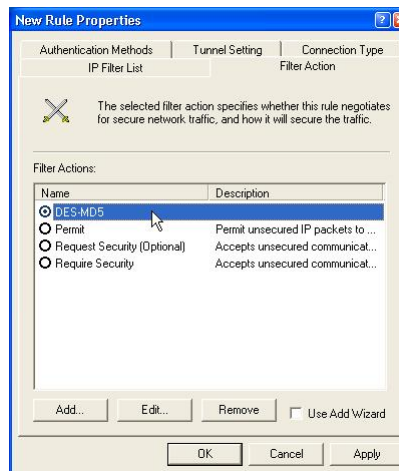 New Rule Properties
Authentication Methods Tunnel Setting Connection Type
IP Filter List Filter Action
The selected filter action specifies whether this rule negotiates
for secure network traffic, and how it will secure the traffic.
Filter Actions:
Name Description
DES-MD5
Permit Permit unsecured IP packets to ...
Request Security (Optional) Accepts unsecured communicat...
Require Security Accepts unsecured communicat...
Add... Edit... Remove Use Add Wizard
OK Cancel Apply